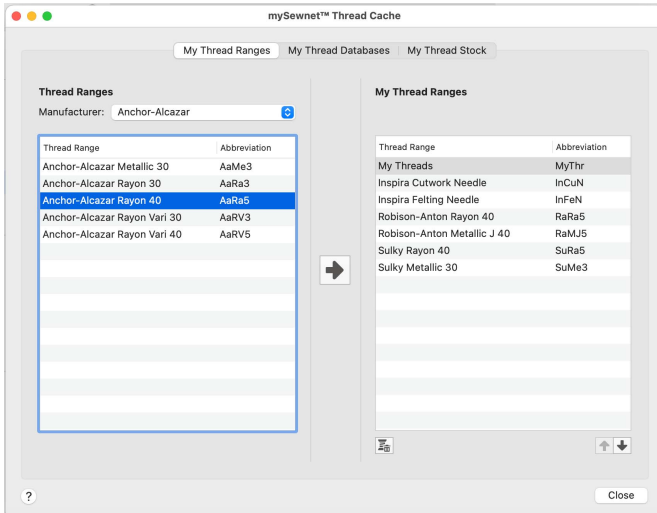 mySewnet™ Thread Cache
My Thread Ranges My Thread Databases My Thread Stock
Thread Ranges
Manufacturer: Anchor-Alcazar
Thread Range Abbreviation
Anchor-Alcazar Metallic 30 AaMe3
Anchor-Alcazar Rayon 30 AaRa3
Anchor-Alcazar Rayon 40 AaRa5
Anchor-Alcazar Rayon Vari 30 AaRV3
Anchor-Alcazar Rayon Vari 40 AaRV5
My Thread Ranges
Thread Range Abbreviation
My Threads MyThr
Inspira Cutwork Needle InCuN
Inspira Felting Needle InFeN
Robison-Anton Rayon 40 RaRa5
Robison-Anton Metallic J 40 RaMJ5
Sulky Rayon 40 SuRa5
Sulky Metallic 30 SuMe3
? Close